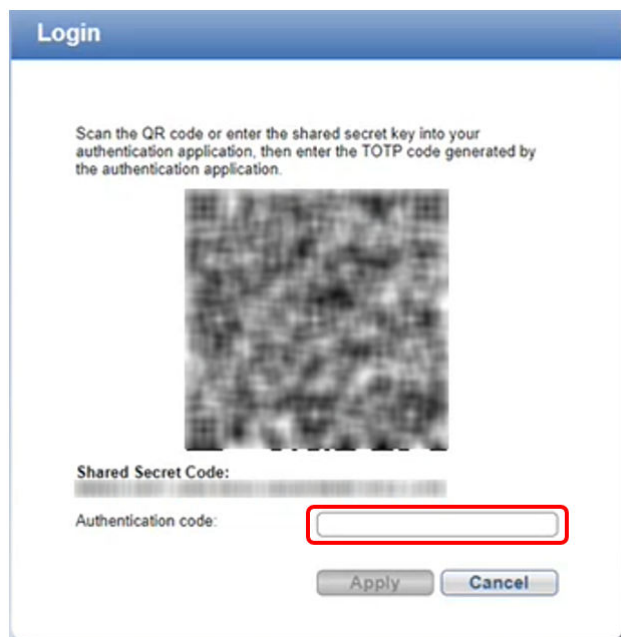 Login
Scan the QR code or enter the shared secret key into your
authentication application, then enter the TOTP code generated by
the authentication application.
Shared Secret Code:
Authentication code:
Apply
Cancel